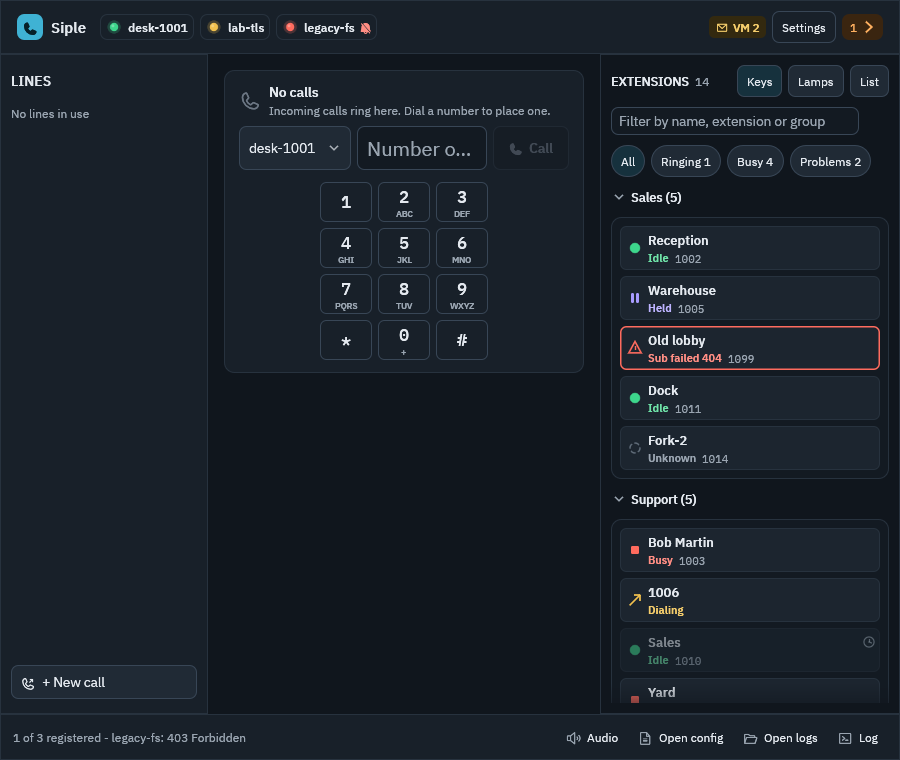 Siple
desk-1001
lab-tls
legacy-fs
VM 2
Settings
1
LINES
No lines in use
+ New call
No calls
Incoming calls ring here. Dial a number to place one.
desk-1001
Number o...
Call
1
2
ABC
3
DEF
4
GHI
5
JKL
6
MNO
7
PQRS
8
TUV
9
WXYZ
*
0
+
#
EXTENSIONS 14
Keys
Lamps
List
Filter by name, extension or group
All
Ringing 1
Busy 4
Problems 2
Sales (5)
Reception
Idle 1002
Warehouse
Held 1005
Old lobby
Sub failed 404 1099
Dock
Idle 1011
Fork-2
Unknown 1014
Support (5)
Bob Martin
Busy 1003
1006
Dialing
Sales
Idle 1010
Yard
1 of 3 registered - legacy-fs: 403 Forbidden
Audio
Open config
Open logs
Log